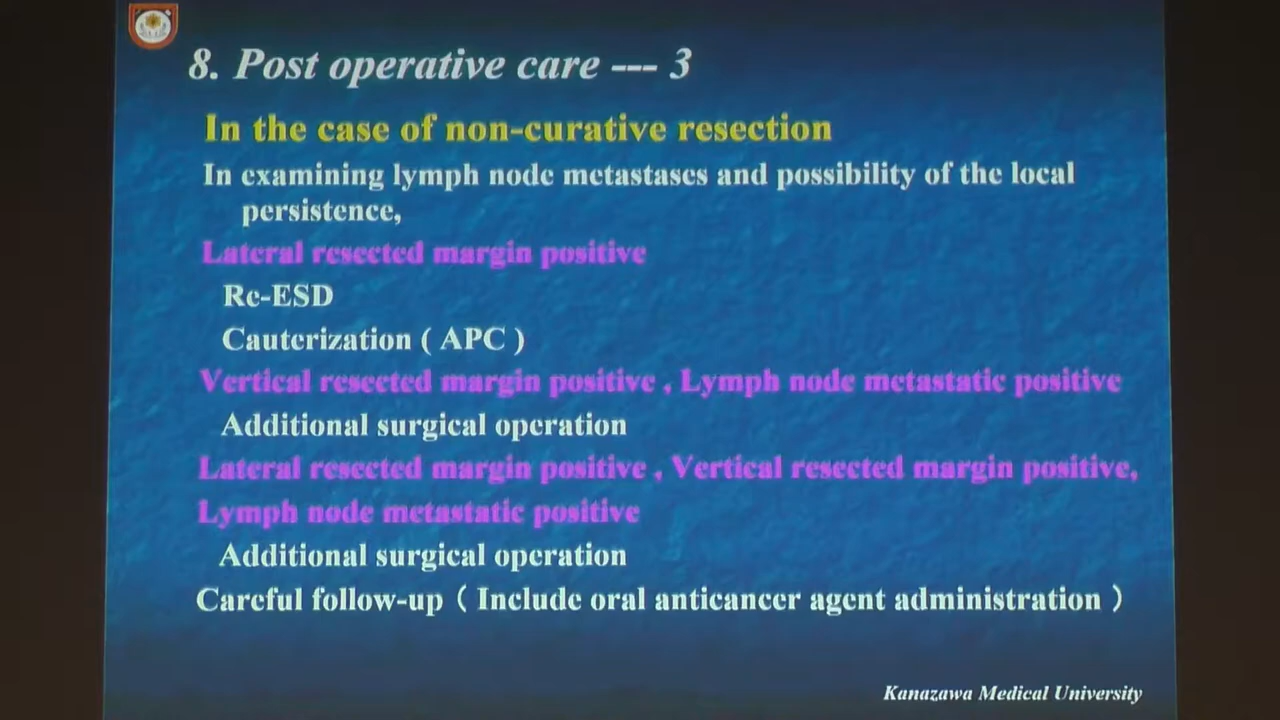 8. Post operative care --- 3
In the case of non-curative resection
In examining lymph node metastases and possibility of the local
persistence,
Lateral resected margin positive
Re-ESD
Cauterization ( APC )
Vertical resected margin positive , Lymph node metastatic positive
Additional surgical operation
Lateral resected margin positive , Vertical resected margin positive,
Lymph node metastatic positive
Additional surgical operation
Careful follow-up ( Include oral anticancer agent administration )
Kanazawa Medical University